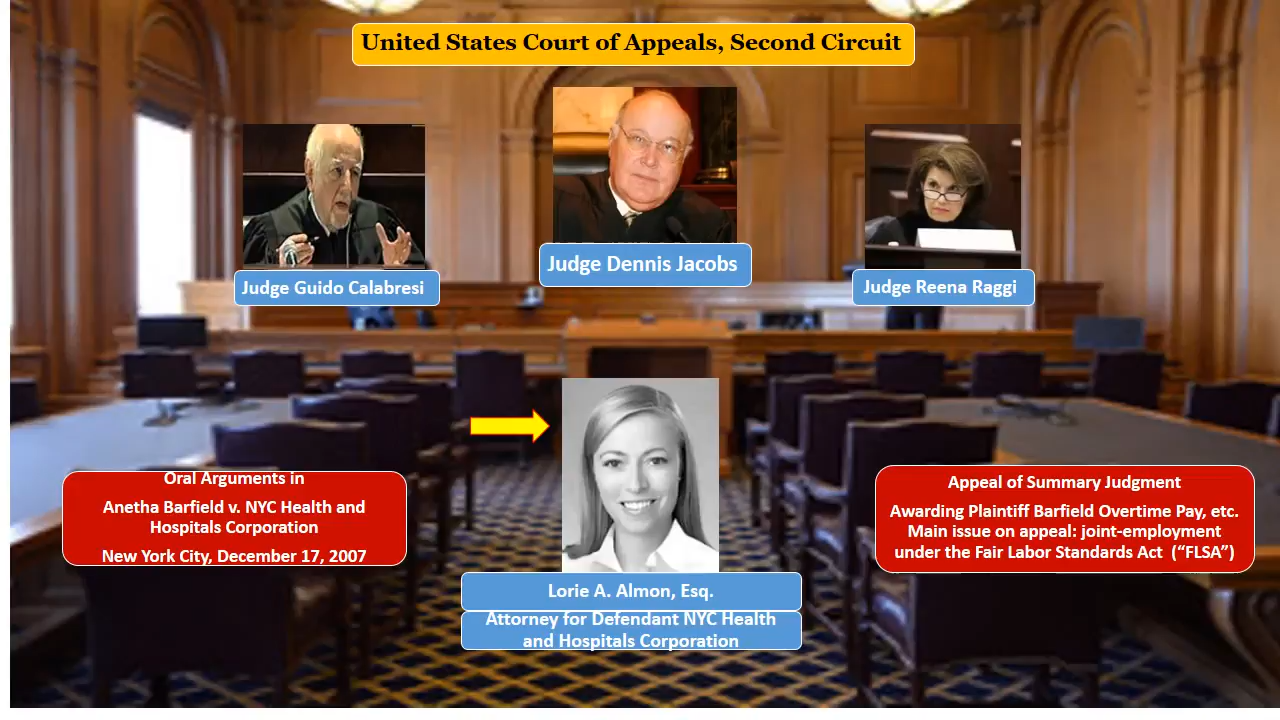 United States Court of Appeals, Second Circuit
Judge Dennis Jacobs
Judge Guido Calabresi
Judge Reena Raggi
Oral Arguments in
Anetha Barfield v. NYC Health and
Hospitals Corporation
New York City, December 17, 2007
Appeal of Summary Judgment
Awarding Plaintiff Barfield Overtime Pay, etc.
Main issue on appeal: joint-employment
under the Fair Labor Standards Act (“FLSA”)
Lorie A. Almon, Esq.
Attorney for Defendant NYC Health
and Hospitals Corporation